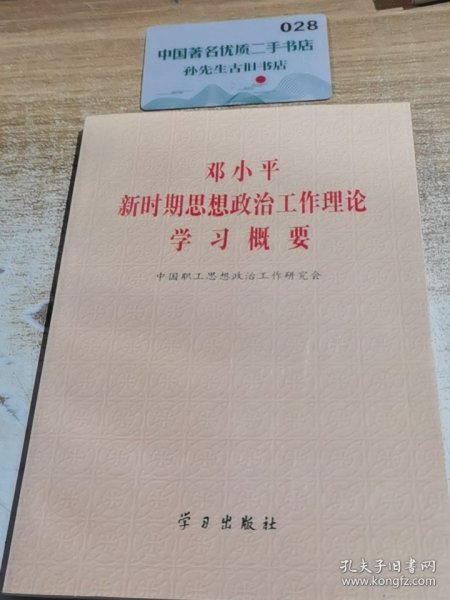 028
中国著名优质二手书店
孙先生古旧书店
邓小平
新时期思想政治工作理论
学习概要
中国职工思想政治工作研究会
学习出版社
孔夫子旧书网
www.kongfz.com